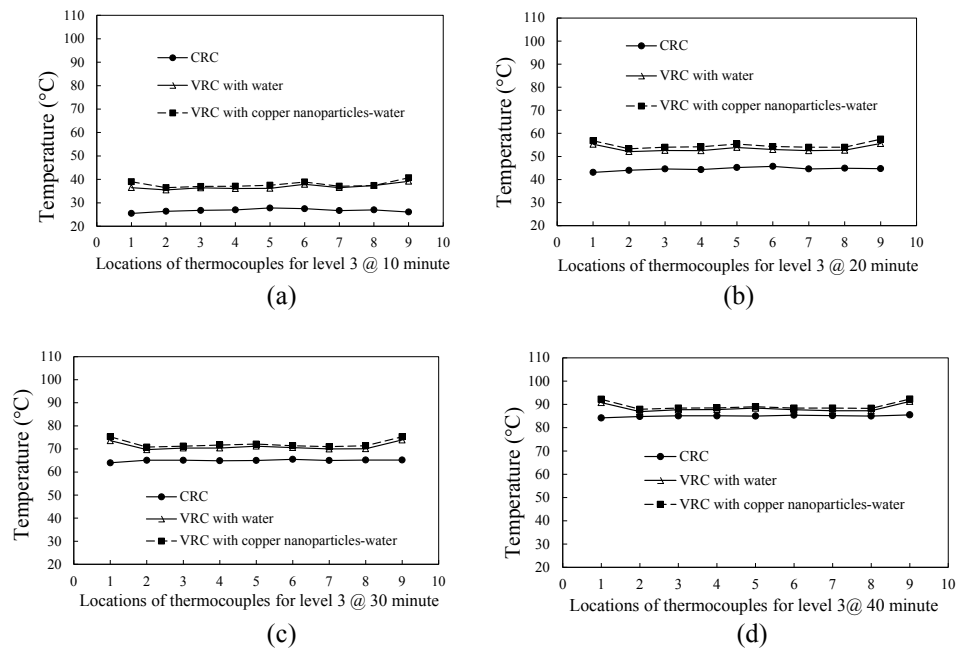 110
100
90
80
70
60
50
40
30
20
Temperature (°C)
CRC
VRC with water
VRC with copper nanoparticles-water
0 1 2 3 4 5 6 7 8 9 10
Locations of thermocouples for level 3 @ 10 minute
(a)
110
100
90
80
70
60
50
40
30
20
Temperature (°C)
CRC
VRC with water
VRC with copper nanoparticles-water
0 1 2 3 4 5 6 7 8 9 10
Locations of thermocouples for level 3 @ 20 minute
(b)
110
100
90
80
70
60
50
40
30
20
Temperature (°C)
CRC
VRC with water
VRC with copper nanoparticles-water
0 1 2 3 4 5 6 7 8 9 10
Locations of thermocouples for level 3 @ 30 minute
(c)
110
100
90
80
70
60
50
40
30
20
Temperature (°C)
CRC
VRC with water
VRC with copper nanoparticles-water
0 1 2 3 4 5 6 7 8 9 10
Locations of thermocouples for level 3@ 40 minute
(d)